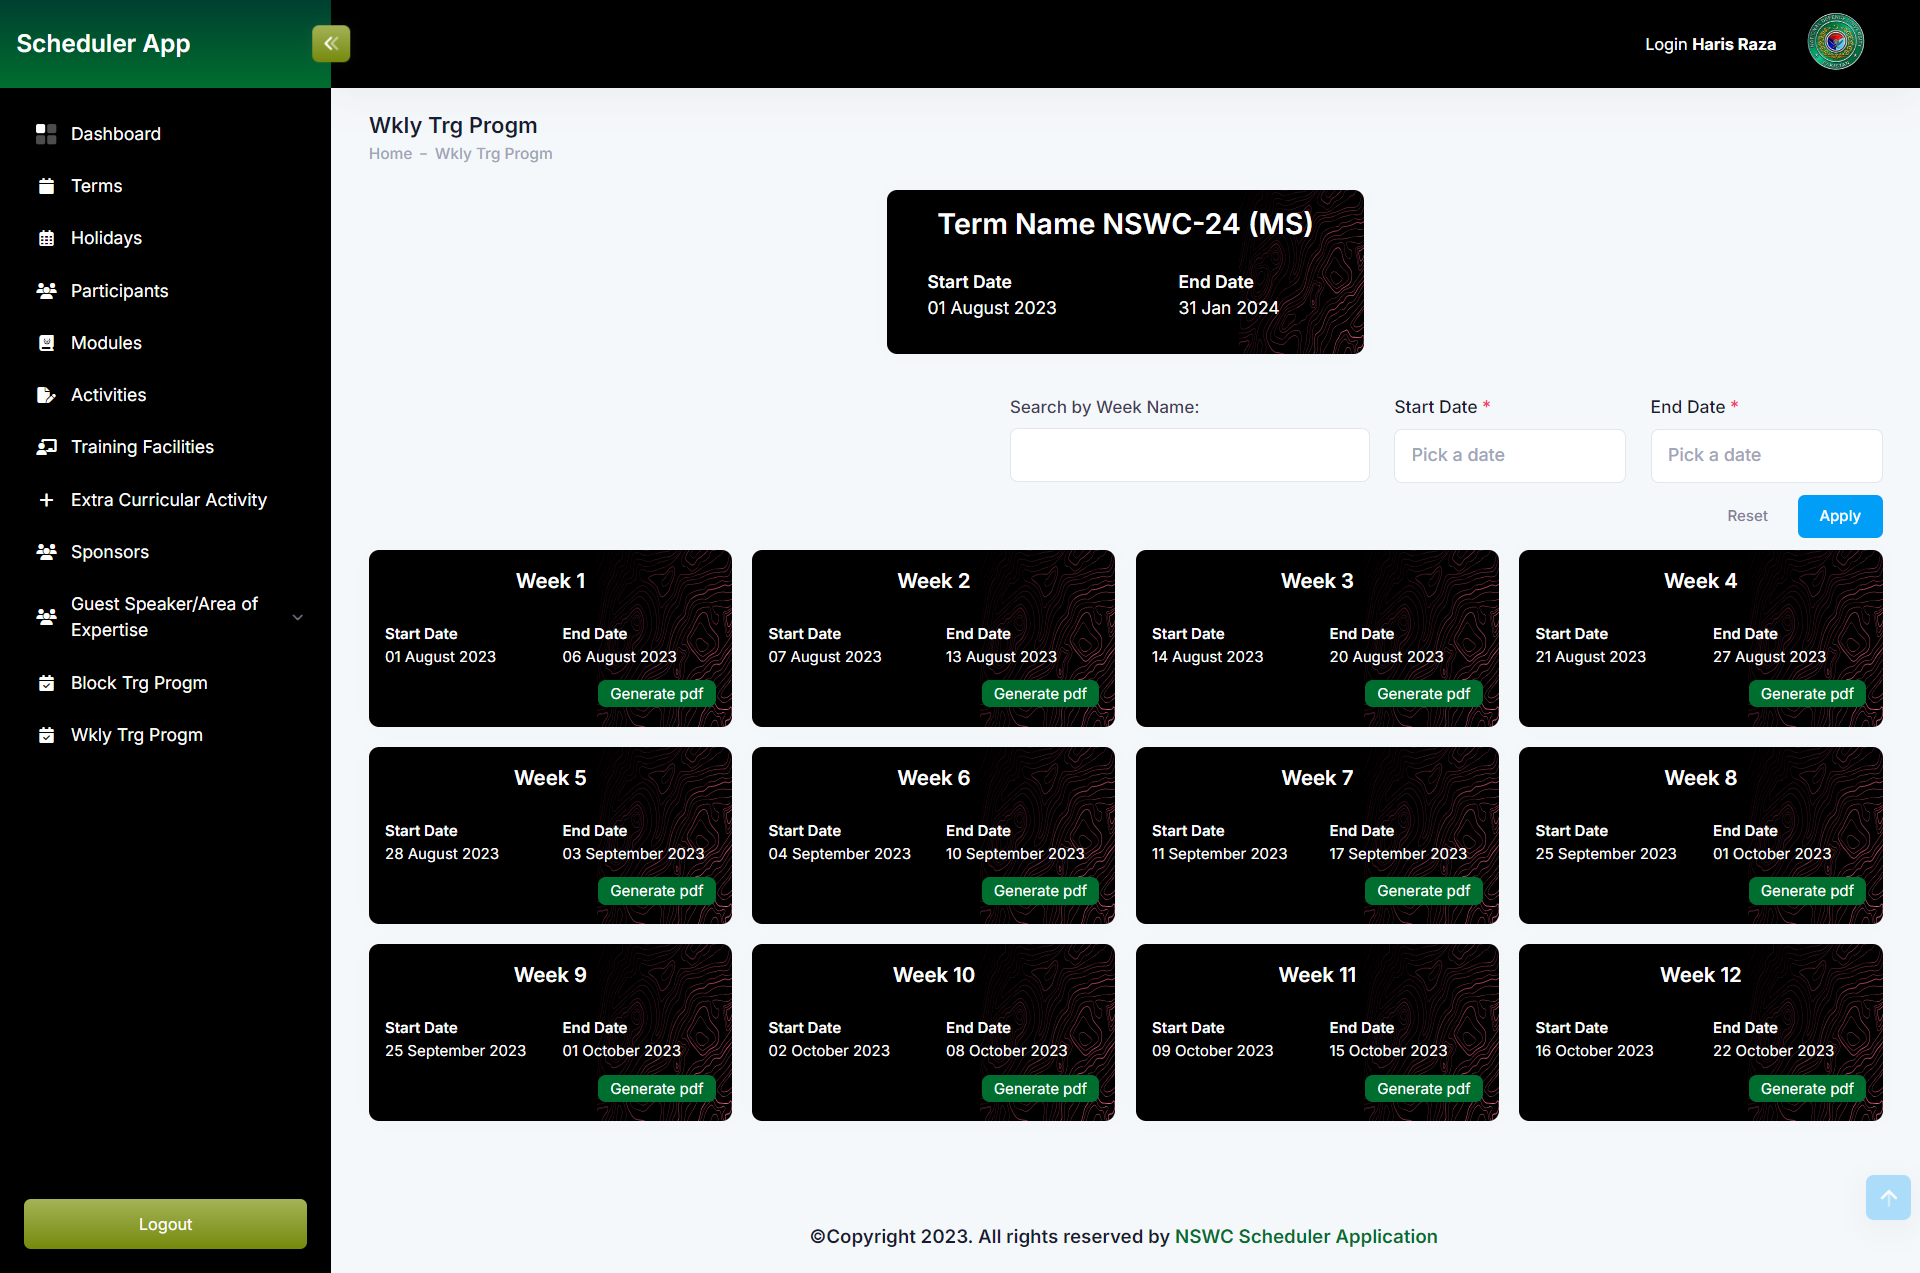 Scheduler App
Login Haris Raza
Dashboard
Terms
Holidays
Participants
Modules
Activities
Training Facilities
Extra Curricular Activity
Sponsors
Guest Speaker/Area of
Expertise
Block Trg Progm
Wkly Trg Progm
Logout
Wkly Trg Progm
Home - Wkly Trg Progm
Term Name NSWC-24 (MS)
Start Date End Date
01 August 2023 31 Jan 2024
Search by Week Name: Start Date * End Date *
Pick a date Pick a date
Reset Apply
Week 1
Start Date End Date
01 August 2023 06 August 2023
Generate pdf
Week 2
Start Date End Date
07 August 2023 13 August 2023
Generate pdf
Week 3
Start Date End Date
14 August 2023 20 August 2023
Generate pdf
Week 4
Start Date End Date
21 August 2023 27 August 2023
Generate pdf
Week 5
Start Date End Date
28 August 2023 03 September 2023
Generate pdf
Week 6
Start Date End Date
04 September 2023 10 September 2023
Generate pdf
Week 7
Start Date End Date
11 September 2023 17 September 2023
Generate pdf
Week 8
Start Date End Date
25 September 2023 01 October 2023
Generate pdf
Week 9
Start Date End Date
25 September 2023 01 October 2023
Generate pdf
Week 10
Start Date End Date
02 October 2023 08 October 2023
Generate pdf
Week 11
Start Date End Date
09 October 2023 15 October 2023
Generate pdf
Week 12
Start Date End Date
16 October 2023 22 October 2023
Generate pdf
©Copyright 2023. All rights reserved by NSWC Scheduler Application